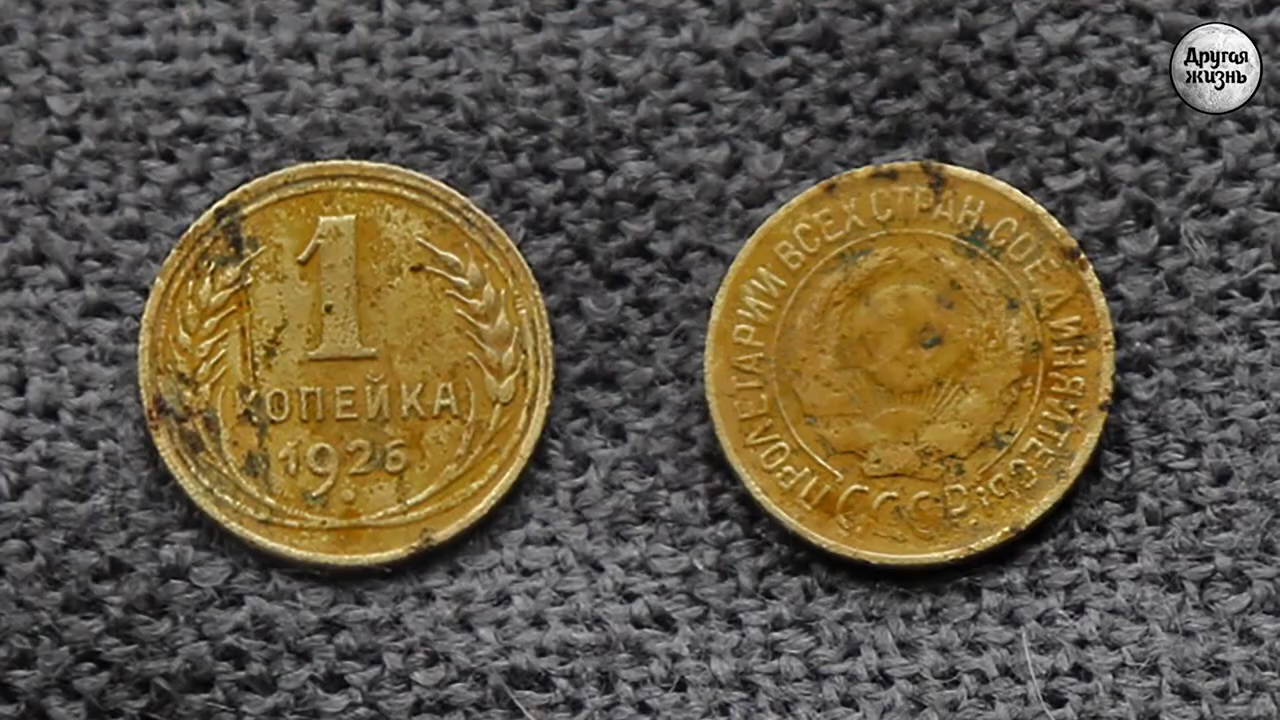 1
КОПЕЙКА
1926
ПРОЛЕТАРИИ ВСЕХ СТРАН, СОЕДИНЯЙТЕСЬ!
СССР
Другая
жизнь